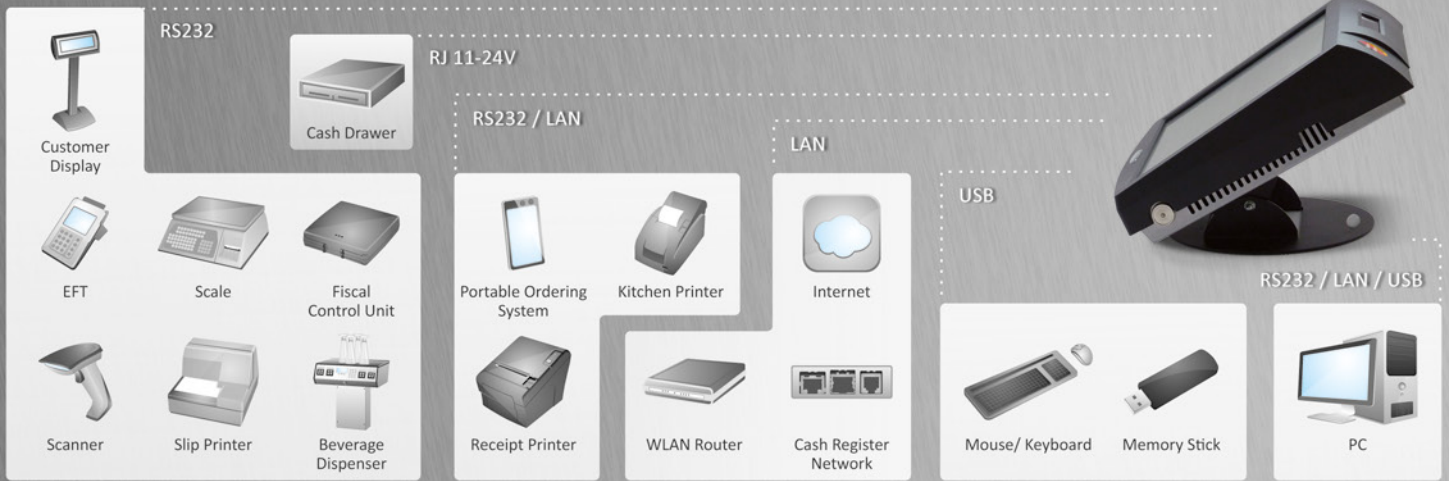 RS232
Customer
Display
EFT
Scale
Fiscal
Control Unit
Scanner
Slip Printer
Beverage
Dispenser
RJ 11-24V
Cash Drawer
RS232 / LAN
Portable Ordering
System
Kitchen Printer
Receipt Printer
LAN
Internet
WLAN Router
Cash Register
Network
USB
Mouse/ Keyboard
Memory Stick
RS232 / LAN / USB
PC